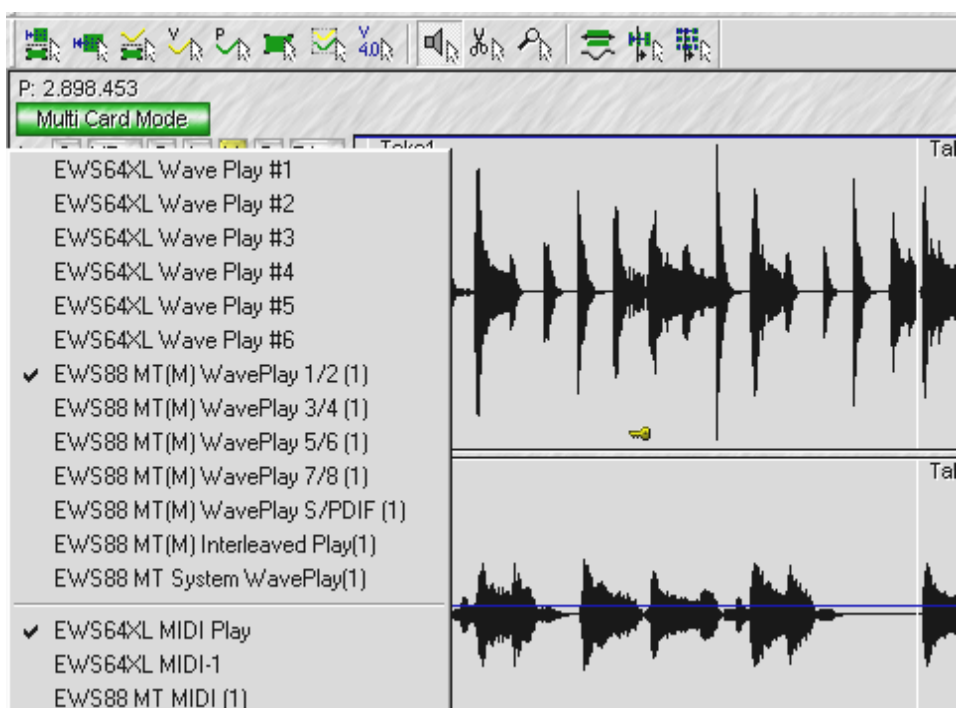 V P V 4.0
P: 2.898.453
Multi Card Mode
Take1
EWS64XL Wave Play #1
EWS64XL Wave Play #2
EWS64XL Wave Play #3
EWS64XL Wave Play #4
EWS64XL Wave Play #5
EWS64XL Wave Play #6
EWS88 MT(M) WavePlay 1/2 (1)
EWS88 MT(M) WavePlay 3/4 (1)
EWS88 MT(M) WavePlay 5/6 (1)
EWS88 MT(M) WavePlay 7/8 (1)
EWS88 MT(M) WavePlay S/PDIF (1)
EWS88 MT(M) Interleaved Play(1)
EWS88 MT System WavePlay(1)
EWS64XL MIDI Play
EWS64XL MIDI-1
EWS88 MT MIDI (1)